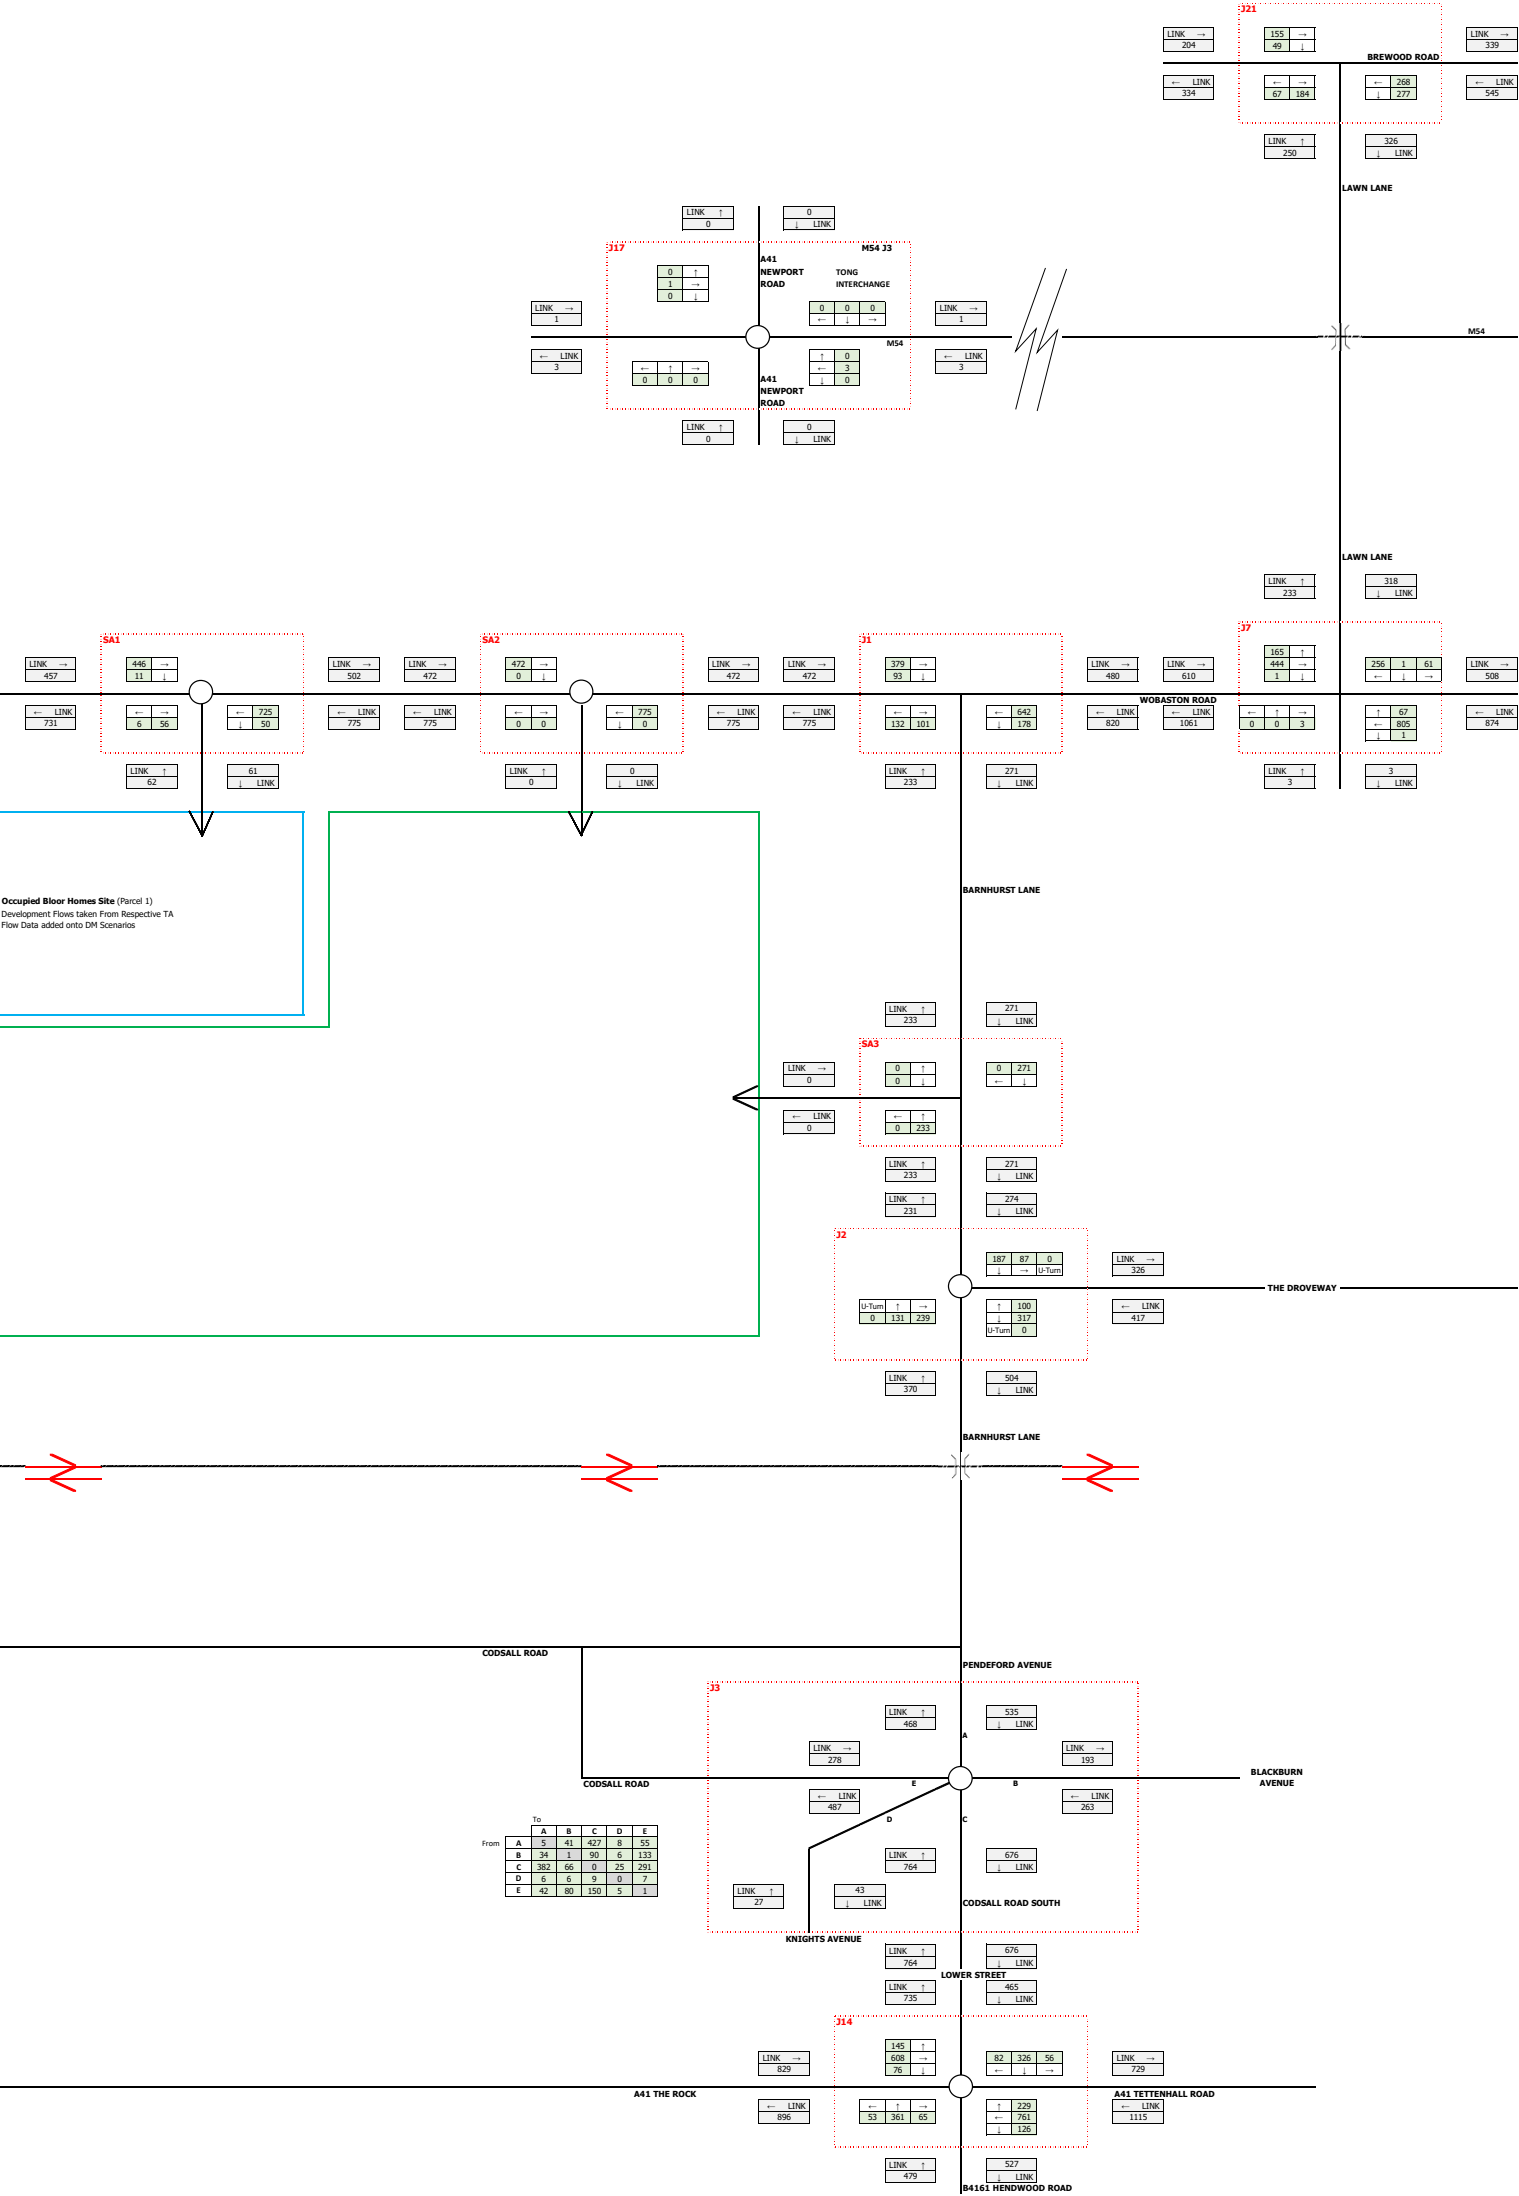 J21
LINK → 155 → LINK →
204 49 ↓ 339
BREWOOD ROAD
← LINK ← → ← 268 ← LINK
334 67 184 ↓ 277 545
LINK ↑ 326
250 ↓ LINK
LAWN LANE
LINK ↑ 0
0 ↓ LINK
J17 M54 J3
A41
NEWPORT
ROAD
TONG
INTERCHANGE
0 ↑
1 →
0 ↓
LINK → 0 0 0 LINK →
1 ← ↓ → 1
M54
M54
← LINK ↑ 0 ← LINK
3 ← 3 3
↓ 0
← ↑ →
0 0 0
A41
NEWPORT
ROAD
LINK ↑ 0
0 ↓ LINK
LAWN LANE
LINK ↑ 318
233 ↓ LINK
SA1
LINK → 446 → LINK →
457 11 ↓ 502
← LINK ← → ← 725 ← LINK
731 6 56 ↓ 50 775
LINK ↑ 61
62 ↓ LINK
SA2
LINK → 472 → LINK →
472 0 ↓ 472
← LINK ← → ← 775 ← LINK
775 0 0 ↓ 0 775
LINK ↑ 0
0 ↓ LINK
J1
LINK → 379 → LINK →
472 93 ↓ 480
WOBASTON ROAD
← LINK ← → ← 642 ← LINK
775 132 101 ↓ 178 820
LINK ↑ 271
233 ↓ LINK
J7
LINK → 165 ↑ 256 1 61 LINK →
610 444 → ← ↓ → 508
1 ↓
← LINK ← ↑ → ↑ 67 ← LINK
1061 0 0 3 ← 805 874
↓ 1
LINK ↑ 3
3 ↓ LINK
BARNHURST LANE
Occupied Bloor Homes Site (Parcel 1)
Development Flows taken From Respective TA
Flow Data added onto DM Scenarios
LINK ↑ 271
233 ↓ LINK
SA3
LINK → 0 ↑ 0 271
0 0 ↓ ← ↓
← LINK ← ↑
0 0 233
LINK ↑ 271
233 ↓ LINK
LINK ↑ 274
231 ↓ LINK
J2
187 87 0 LINK →
↓ → U-Turn 326
THE DROVEWAY
U-Turn ↑ → ↑ 100 ← LINK
0 131 239 ↓ 317 417
U-Turn 0
LINK ↑ 504
370 ↓ LINK
BARNHURST LANE
CODSALL ROAD
PENDEFORD AVENUE
J3
LINK ↑ 535
468 ↓ LINK
A
LINK → LINK →
278 193
BLACKBURN
AVENUE
CODSALL ROAD
E B
← LINK ← LINK
487 263
D C
To
A B C D E
From A 5 41 427 8 55
B 34 1 90 6 133
C 382 66 0 25 291
D 6 6 9 0 7
E 42 80 150 5 1
LINK ↑ 676
764 ↓ LINK
LINK ↑ 43
27 ↓ LINK
CODSALL ROAD SOUTH
KNIGHTS AVENUE
LINK ↑ 676
764 ↓ LINK
LOWER STREET
LINK ↑ 465
735 ↓ LINK
J14
145 ↑
LINK → 608 → 82 326 56 LINK →
829 76 ↓ ← ↓ → 729
A41 THE ROCK A41 TETTENHALL ROAD
← LINK ← ↑ → ↑ 229 ← LINK
896 53 361 65 ← 761 1115
↓ 126
LINK ↑ 527
479 ↓ LINK
B4161 HENDWOOD ROAD